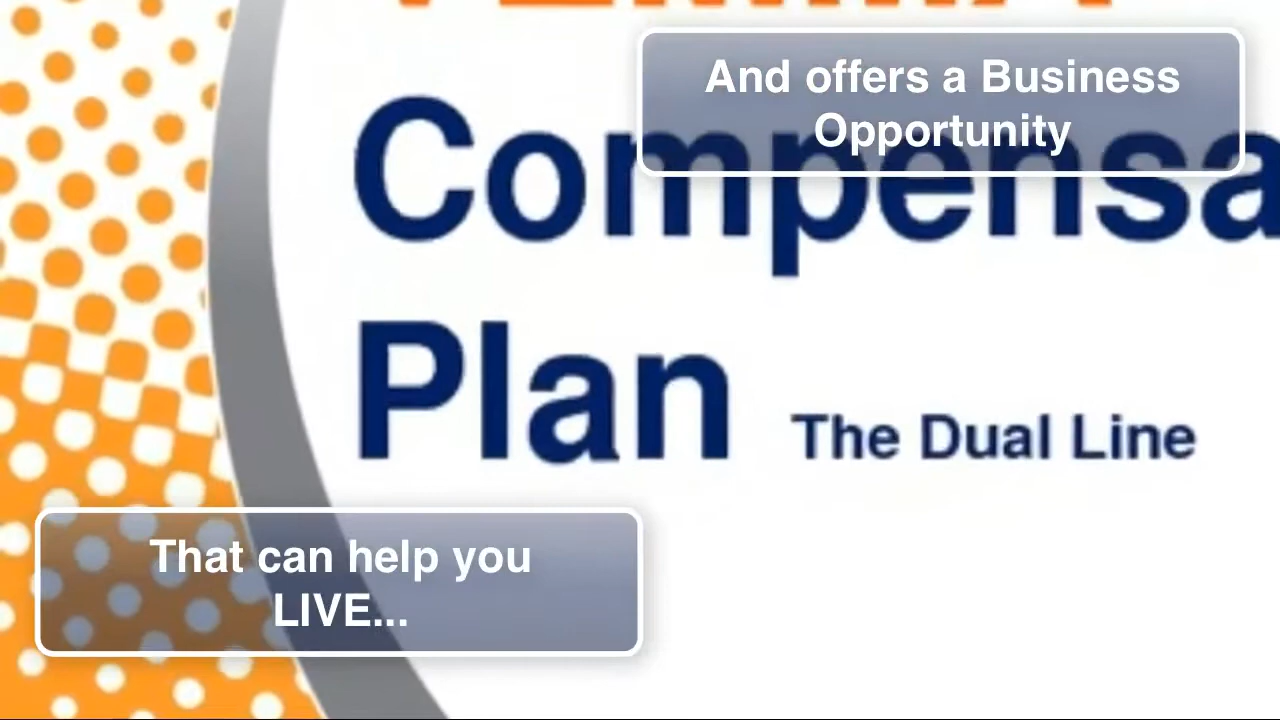 And offers a Business
Opportunity
Plan The Dual Line
That can help you
LIVE...